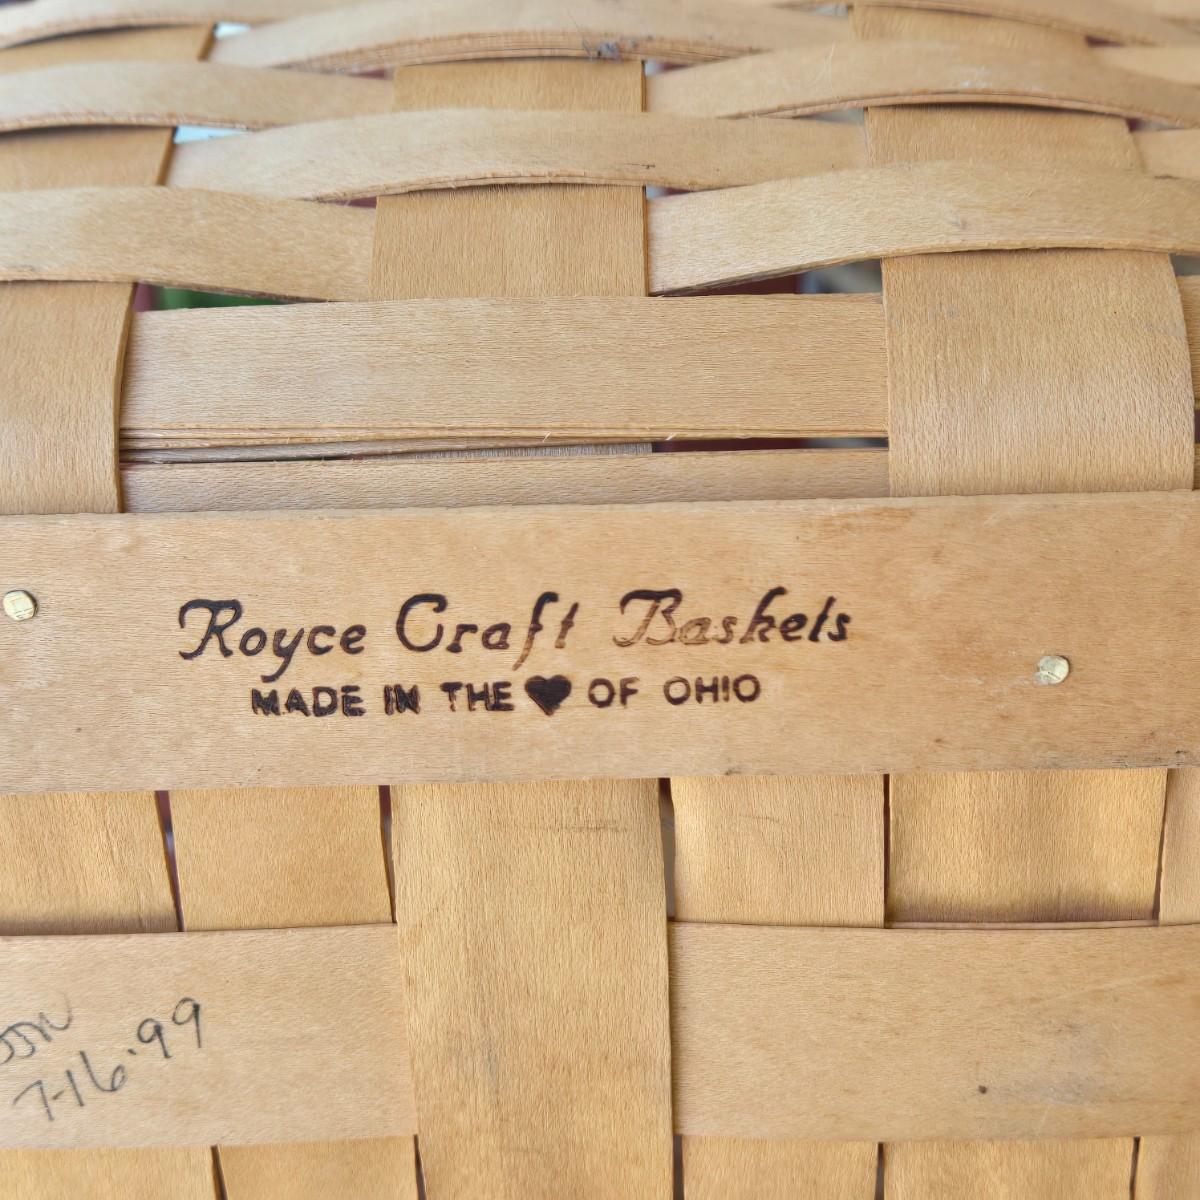 Royce Craft Baskets
MADE IN THE ♥ OF OHIO
7-16-99